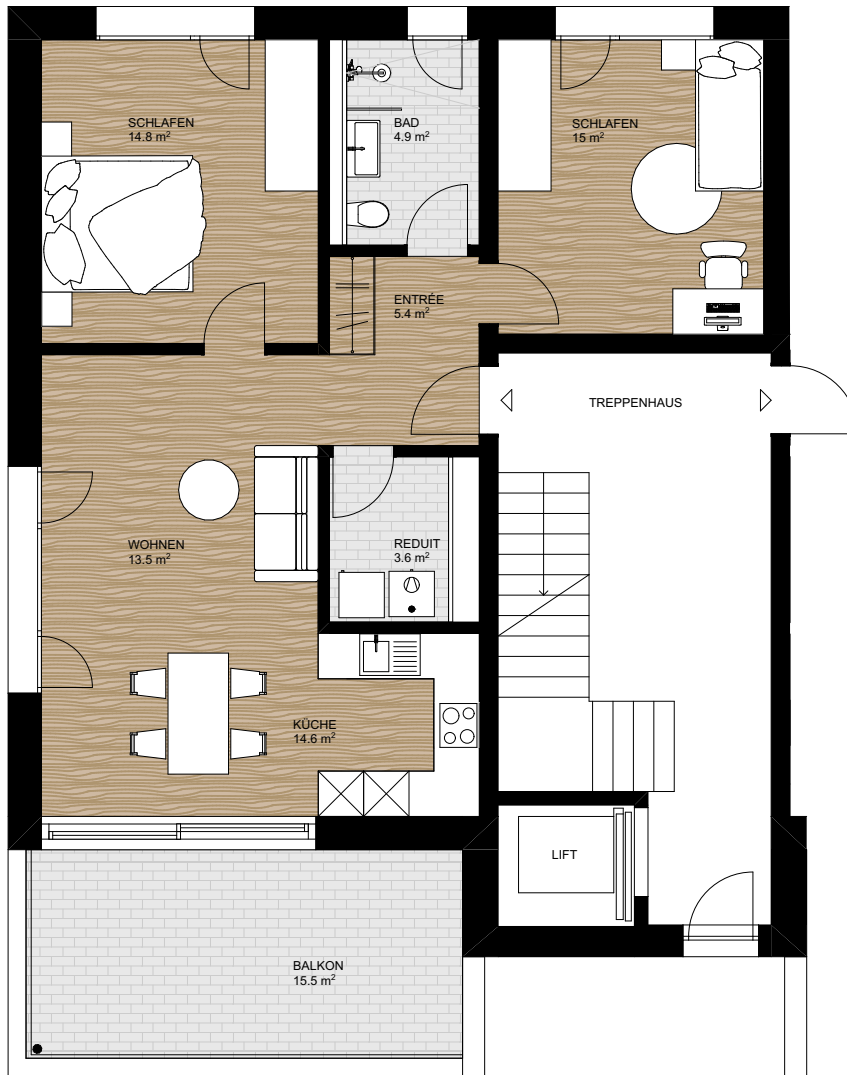 SCHLAFEN
14.8 m²
BAD
4.9 m²
SCHLAFEN
15 m²
ENTRÉE
5.4 m²
TREPPENHAUS
WOHNEN
13.5 m²
REDUIT
3.6 m²
KÜCHE
14.6 m²
LIFT
BALKON
15.5 m²